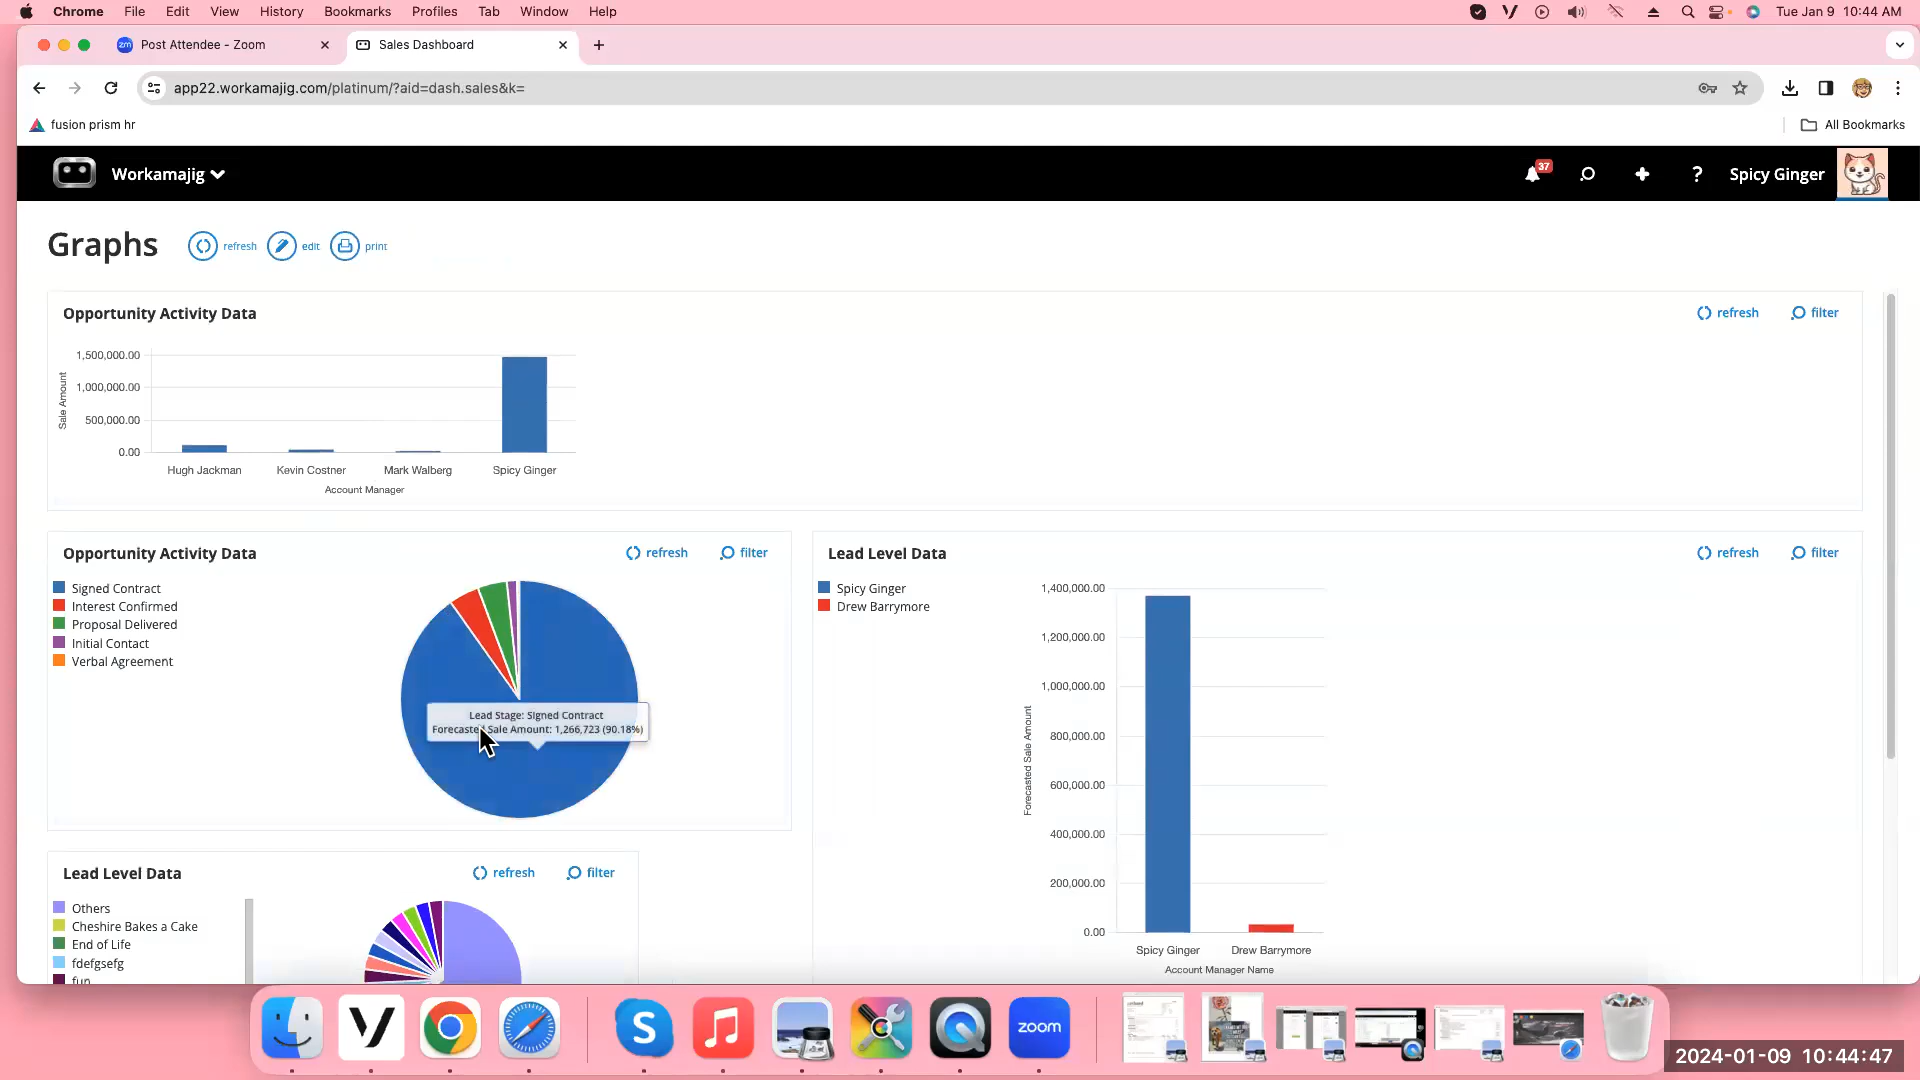 Chrome File Edit View History Bookmarks Profiles Tab Window Help Tue Jan 9 10:44 AM
zm Post Attendee - Zoom Sales Dashboard
app22.workamajig.com/platinum/?aid=dash.sales&k=
fusion prism hr All Bookmarks
Workamajig 37 ? Spicy Ginger
Graphs refresh edit print
Opportunity Activity Data refresh filter
1,500,000.00
1,000,000.00
500,000.00
0.00
Sale Amount
Hugh Jackman Kevin Costner Mark Walberg Spicy Ginger
Account Manager
Opportunity Activity Data refresh filter
Signed Contract
Interest Confirmed
Proposal Delivered
Initial Contact
Verbal Agreement
Lead Stage: Signed Contract
Forecasted Sale Amount: 1,266,723 (90.18%)
Lead Level Data refresh filter
Spicy Ginger
Drew Barrymore
1,400,000.00
1,200,000.00
1,000,000.00
800,000.00
600,000.00
400,000.00
200,000.00
0.00
Forecasted Sale Amount
Spicy Ginger Drew Barrymore
Account Manager Name
Lead Level Data refresh filter
Others
Cheshire Bakes a Cake
End of Life
fdefgsefg
fun
zoom
2024-01-09 10:44:47